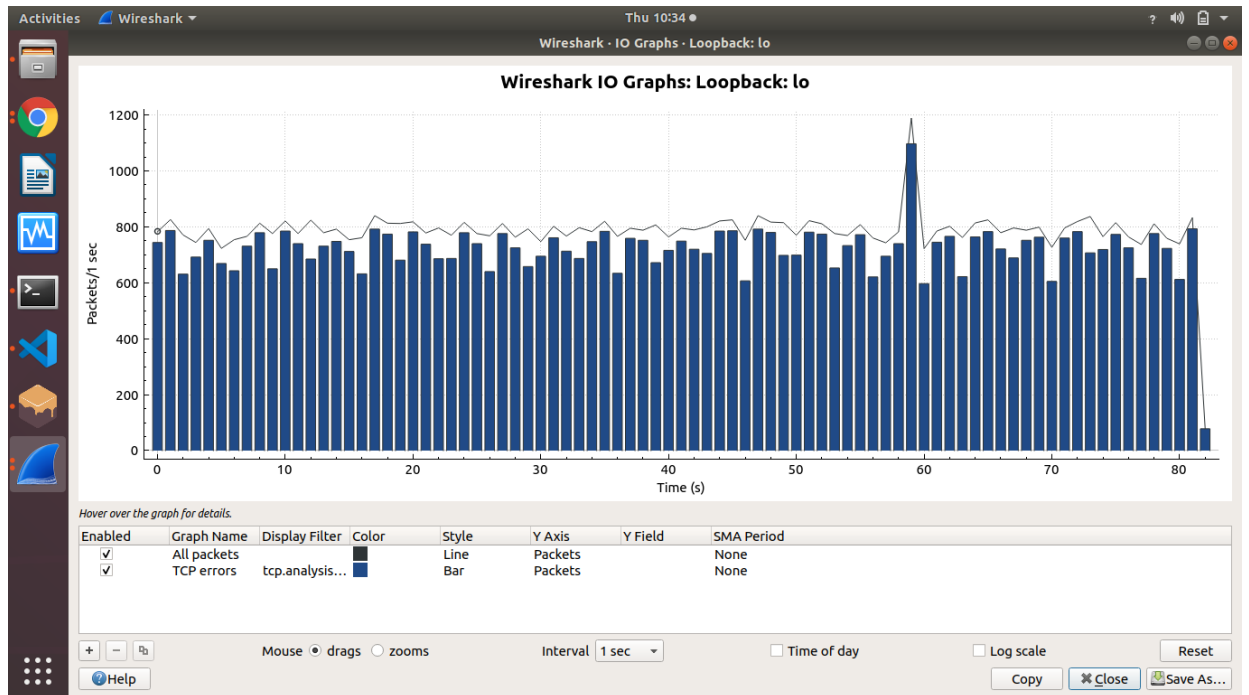 Activities Wireshark Thu 10:34 ?
Wireshark · IO Graphs · Loopback: lo
Wireshark IO Graphs: Loopback: lo
1200
1000
800
600
400
200
0
Packets/1 sec
0 10 20 30 40 50 60 70 80
Time (s)
Hover over the graph for details.
Enabled Graph Name Display Filter Color Style Y Axis Y Field SMA Period
All packets Line Packets None
TCP errors tcp.analysis... Bar Packets None
+ − Mouse drags zooms Interval 1 sec Time of day Log scale Reset
Help Copy Close Save As...